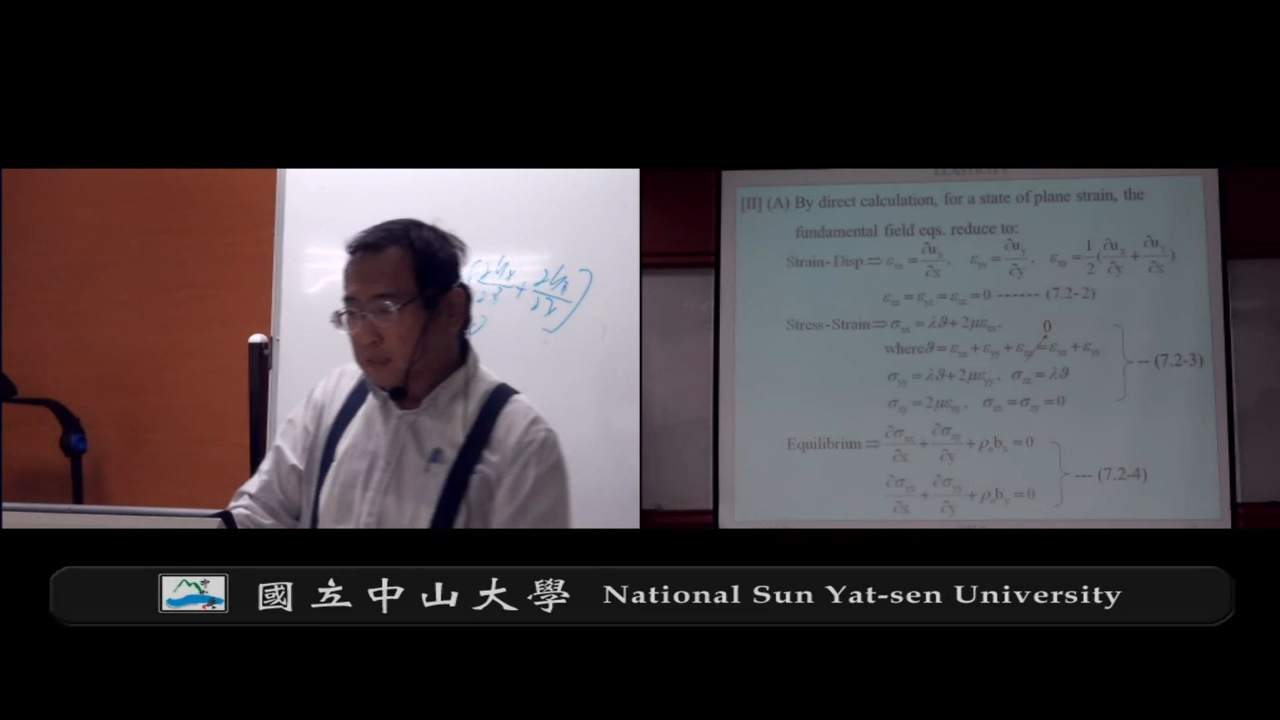 [II] (A) By direct calculation, for a state of plane strain, the
fundamental field eqs. reduce to:
Strain-Disp.⇒ ε_xx = ∂u_x/∂x, ε_yy = ∂u_y/∂y, ε_xy = 1/2(∂u_x/∂y + ∂u_y/∂x)
ε_xz = ε_yz = ε_zz = 0 ------ (7.2-2)
Stress-Strain⇒ σ_xx = λϑ + 2με_xx,
0
where ϑ = ε_xx + ε_yy + ε_zz = ε_xx + ε_yy -- (7.2-3)
σ_yy = λϑ + 2με_yy, σ_zz = λϑ
σ_xy = 2με_xy, σ_xz = σ_zy = 0
Equilibrium⇒ ∂σ_xx/∂x + ∂σ_xy/∂y + ρ_o b_x = 0
--- (7.2-4)
∂σ_xy/∂x + ∂σ_yy/∂y + ρ_o b_y = 0
國立中山大學 National Sun Yat-sen University